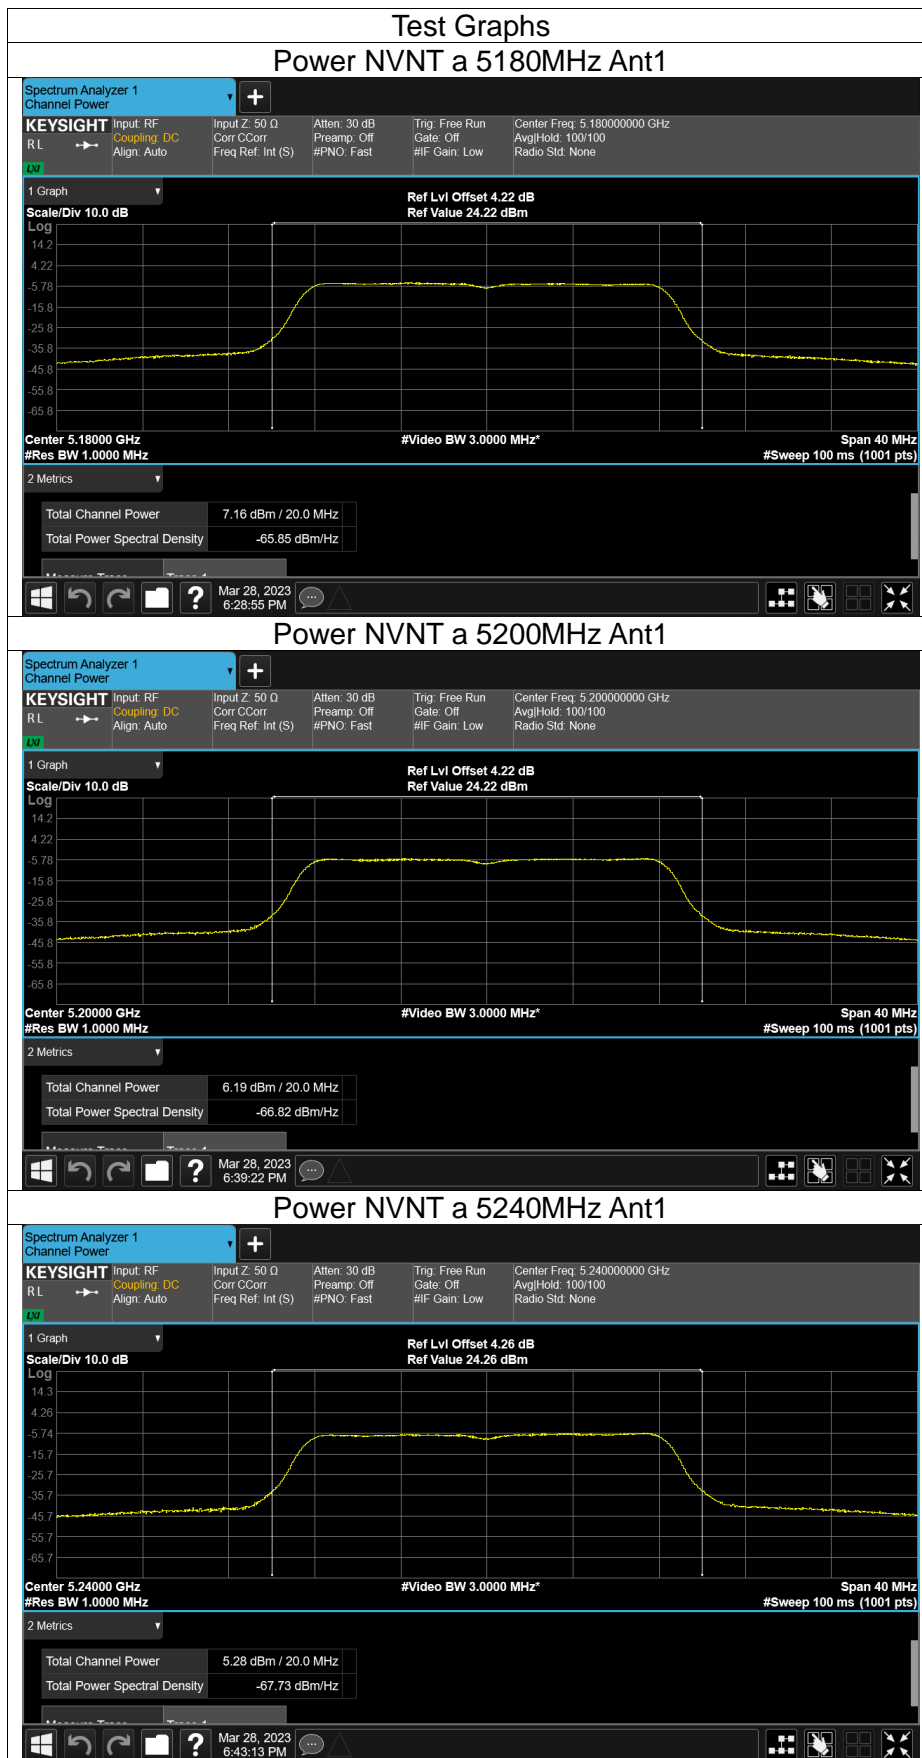 Test Graphs
Power NVNT a 5180MHz Ant1
Spectrum Analyzer 1
Channel Power
KEYSIGHT Input: RF Input Z: 50 Ω Atten: 30 dB Trig: Free Run Center Freq: 5.180000000 GHz
RL Coupling: DC Corr CCorr Preamp: Off Gate: Off Avg|Hold: 100/100
Align: Auto Freq Ref: Int (S) #PNO: Fast #IF Gain: Low Radio Std: None
LXI
1 Graph
Ref Lvl Offset 4.22 dB
Scale/Div 10.0 dB Ref Value 24.22 dBm
Log
14.2
4.22
-5.78
-15.8
-25.8
-35.8
-45.8
-55.8
-65.8
Center 5.18000 GHz #Video BW 3.0000 MHz* Span 40 MHz
#Res BW 1.0000 MHz #Sweep 100 ms (1001 pts)
2 Metrics
Total Channel Power 7.16 dBm / 20.0 MHz
Total Power Spectral Density -65.85 dBm/Hz
Measure Trace Trace 1
Mar 28, 2023
6:28:55 PM
Power NVNT a 5200MHz Ant1
Spectrum Analyzer 1
Channel Power
KEYSIGHT Input: RF Input Z: 50 Ω Atten: 30 dB Trig: Free Run Center Freq: 5.200000000 GHz
RL Coupling: DC Corr CCorr Preamp: Off Gate: Off Avg|Hold: 100/100
Align: Auto Freq Ref: Int (S) #PNO: Fast #IF Gain: Low Radio Std: None
LXI
1 Graph
Ref Lvl Offset 4.22 dB
Scale/Div 10.0 dB Ref Value 24.22 dBm
Log
14.2
4.22
-5.78
-15.8
-25.8
-35.8
-45.8
-55.8
-65.8
Center 5.20000 GHz #Video BW 3.0000 MHz* Span 40 MHz
#Res BW 1.0000 MHz #Sweep 100 ms (1001 pts)
2 Metrics
Total Channel Power 6.19 dBm / 20.0 MHz
Total Power Spectral Density -66.82 dBm/Hz
Measure Trace Trace 1
Mar 28, 2023
6:39:22 PM
Power NVNT a 5240MHz Ant1
Spectrum Analyzer 1
Channel Power
KEYSIGHT Input: RF Input Z: 50 Ω Atten: 30 dB Trig: Free Run Center Freq: 5.240000000 GHz
RL Coupling: DC Corr CCorr Preamp: Off Gate: Off Avg|Hold: 100/100
Align: Auto Freq Ref: Int (S) #PNO: Fast #IF Gain: Low Radio Std: None
LXI
1 Graph
Ref Lvl Offset 4.26 dB
Scale/Div 10.0 dB Ref Value 24.26 dBm
Log
14.3
4.26
-5.74
-15.7
-25.7
-35.7
-45.7
-55.7
-65.7
Center 5.24000 GHz #Video BW 3.0000 MHz* Span 40 MHz
#Res BW 1.0000 MHz #Sweep 100 ms (1001 pts)
2 Metrics
Total Channel Power 5.28 dBm / 20.0 MHz
Total Power Spectral Density -67.73 dBm/Hz
Measure Trace Trace 1
Mar 28, 2023
6:43:13 PM